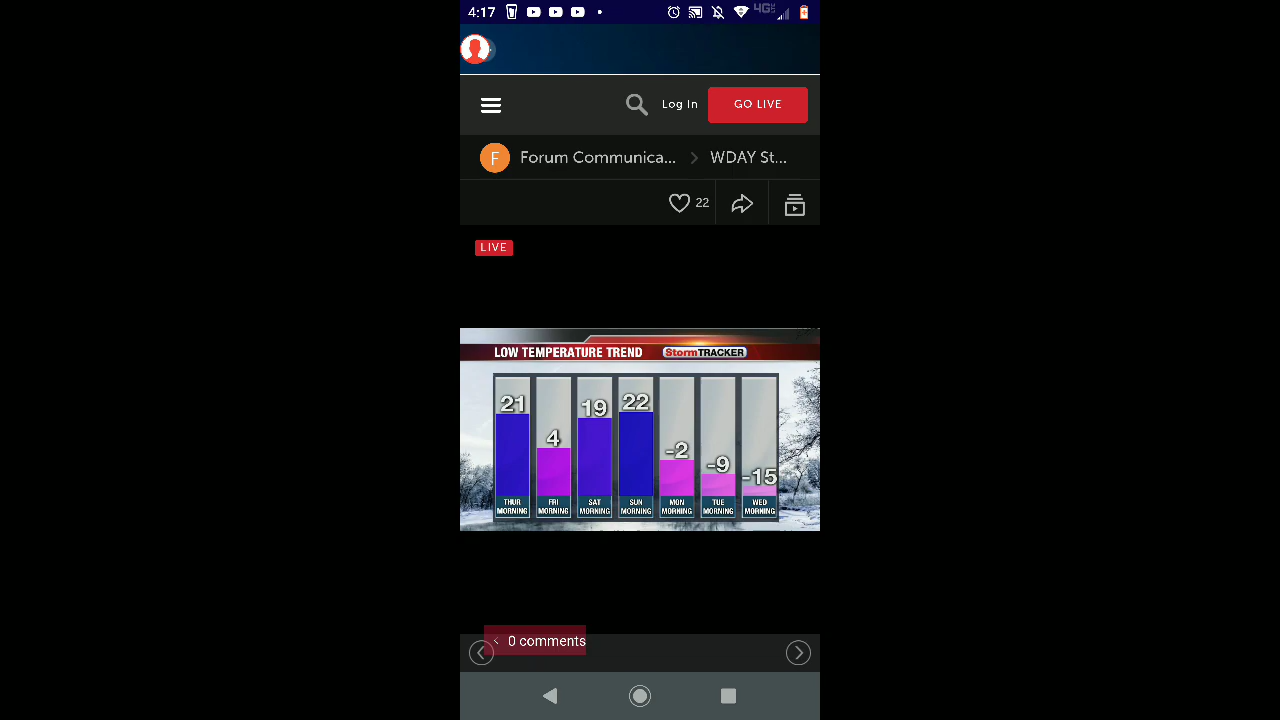 4:17
4G
Log In
GO LIVE
F
Forum Communica...
WDAY St...
22
LIVE
LOW TEMPERATURE TREND
StormTRACKER
21
4
19
22
-2
-9
-15
THUR MORNING
FRI MORNING
SAT MORNING
SUN MORNING
MON MORNING
TUE MORNING
WED MORNING
0 comments